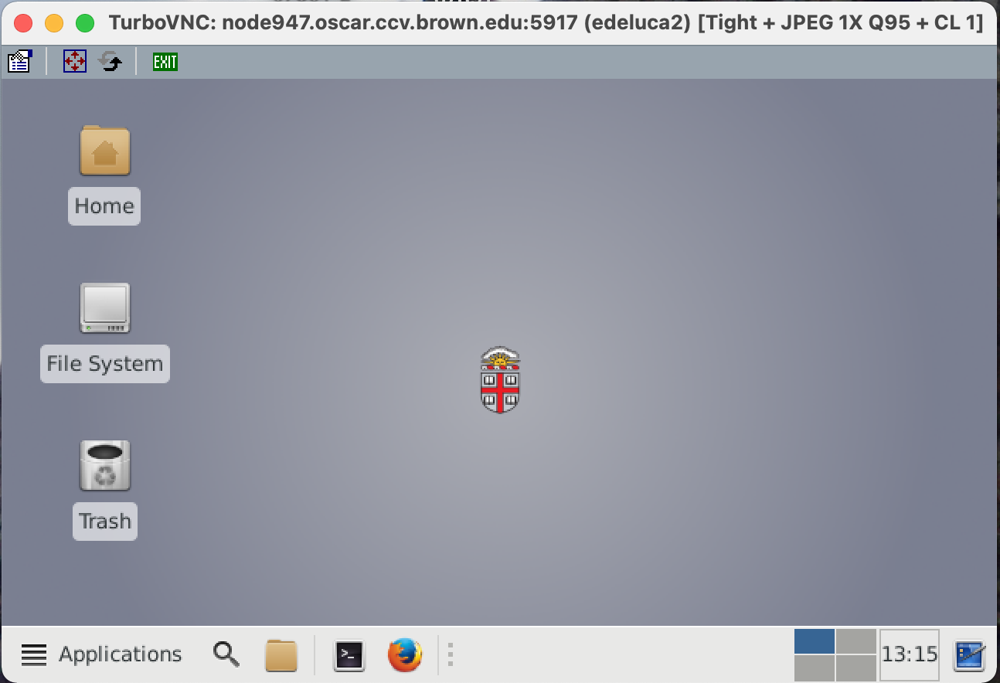 TurboVNC: node947.oscar.ccv.brown.edu:5917 (edeluca2) [Tight + JPEG 1X Q95 + CL 1]
EXIT
Home
File System
Trash
>_
Applications
13:15